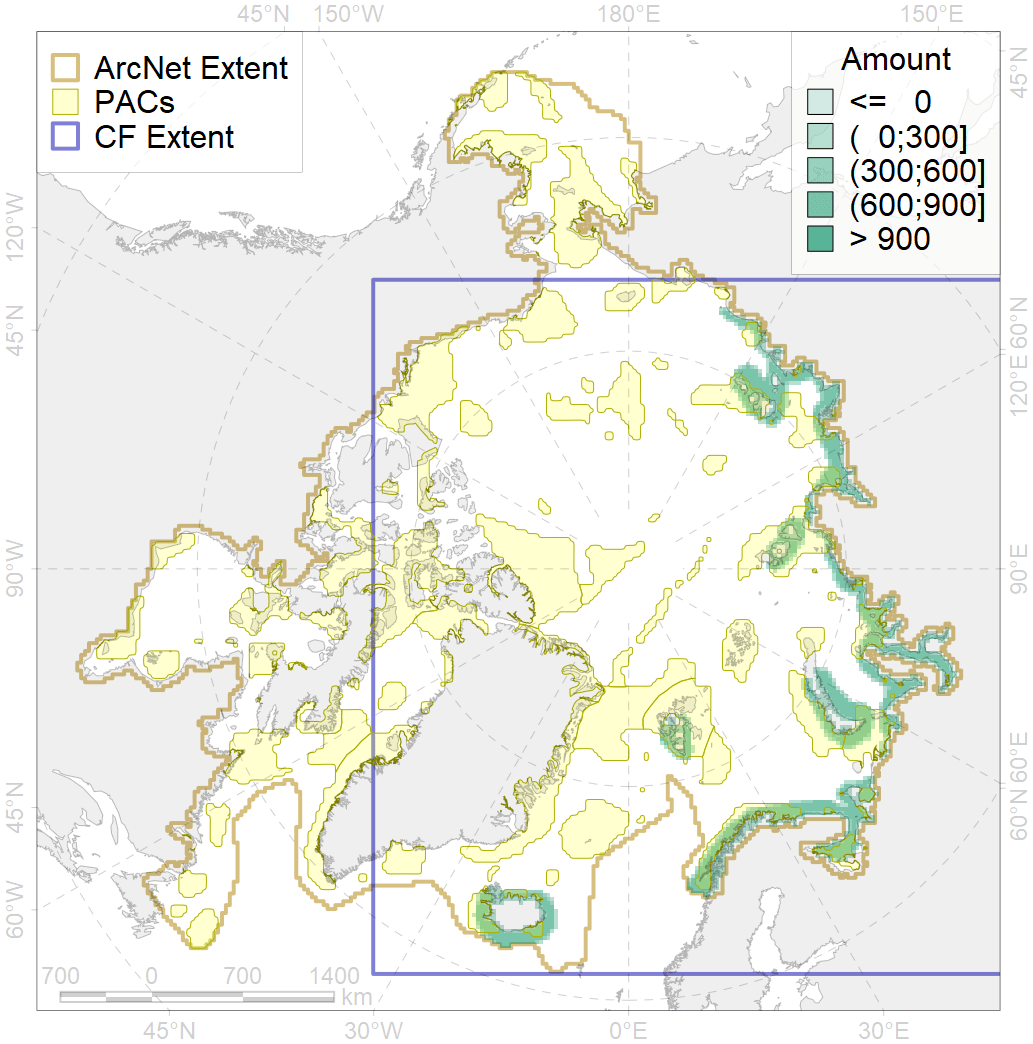 45°N 150°W 180°E 150°E
ArcNet Extent
PACs
CF Extent
Amount
<= 0
( 0;300]
(300;600]
(600;900]
> 900
45°N
120°W
45°N
90°W
45°N
60°W
60°N
120°E
90°E
60°E
60°N
700 0 700 1400
km
45°N 30°W 0°E 30°E